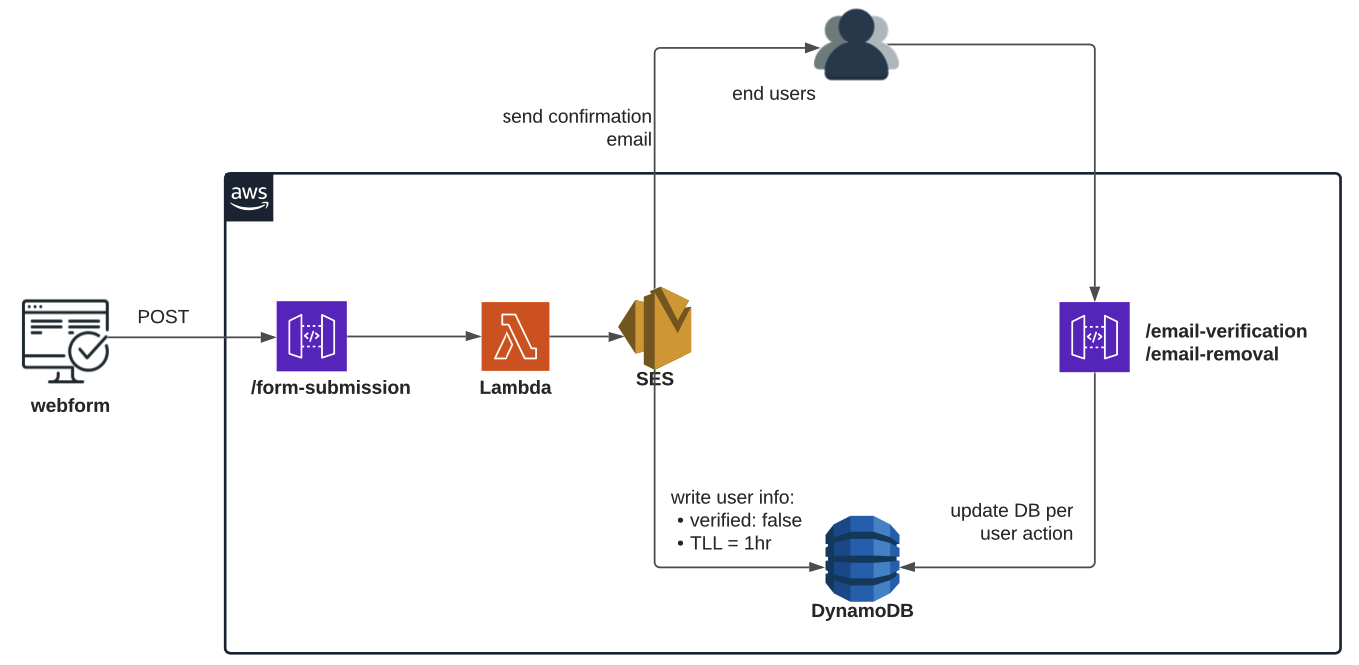 end users
send confirmation
email
aws
POST
webform
/form-submission
Lambda
SES
/email-verification
/email-removal
write user info:
• verified: false
• TLL = 1hr
update DB per
user action
DynamoDB